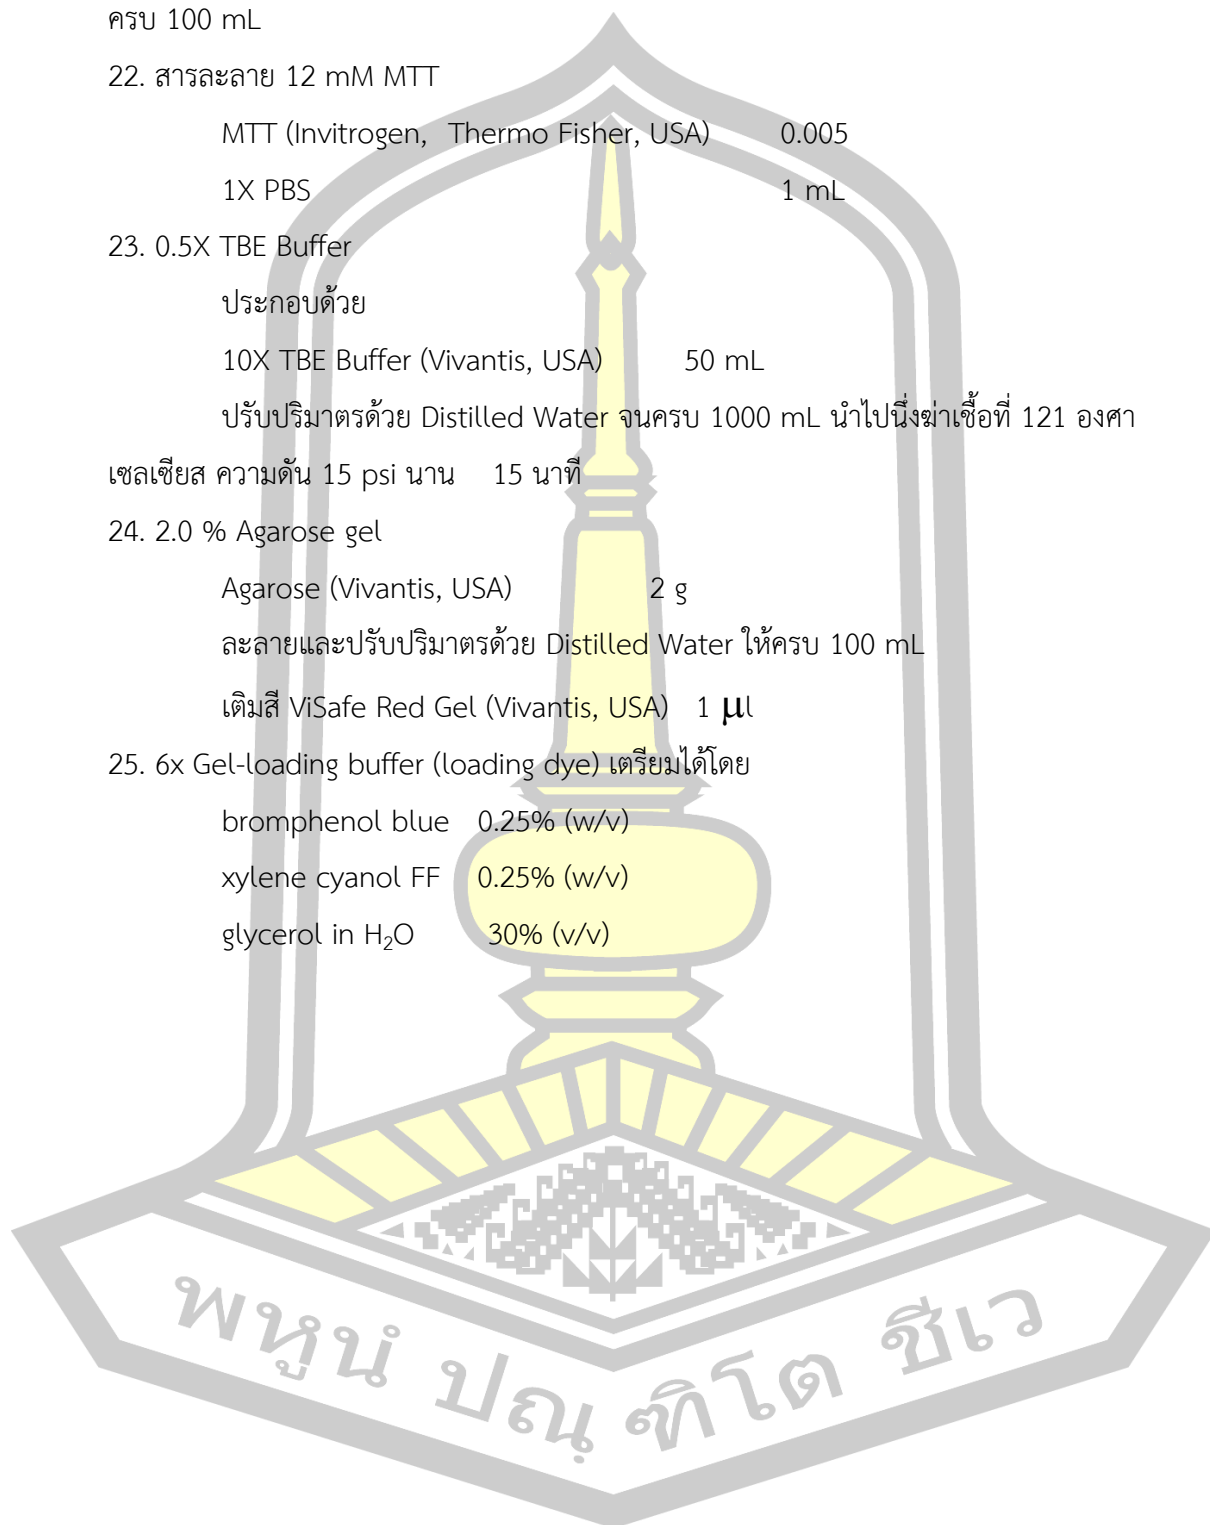 ครบ 100 mL
22. สารละลาย 12 mM MTT
MTT (Invitrogen, Thermo Fisher, USA) 0.005
1X PBS 1 mL
23. 0.5X TBE Buffer
ประกอบด้วย
10X TBE Buffer (Vivantis, USA) 50 mL
ปรับปริมาตรด้วย Distilled Water จนครบ 1000 mL นำไปนึ่งฆ่าเชื้อที่ 121 องศา
เซลเซียส ความดัน 15 psi นาน 15 นาที
24. 2.0 % Agarose gel
Agarose (Vivantis, USA) 2 g
ละลายและปรับปริมาตรด้วย Distilled Water ให้ครบ 100 mL
เติมสี ViSafe Red Gel (Vivantis, USA) 1 µl
25. 6x Gel-loading buffer (loading dye) เตรียมได้โดย
bromphenol blue 0.25% (w/v)
xylene cyanol FF 0.25% (w/v)
glycerol in H₂O 30% (v/v)
พหูนํ ปณฺฑิโต ชีเว